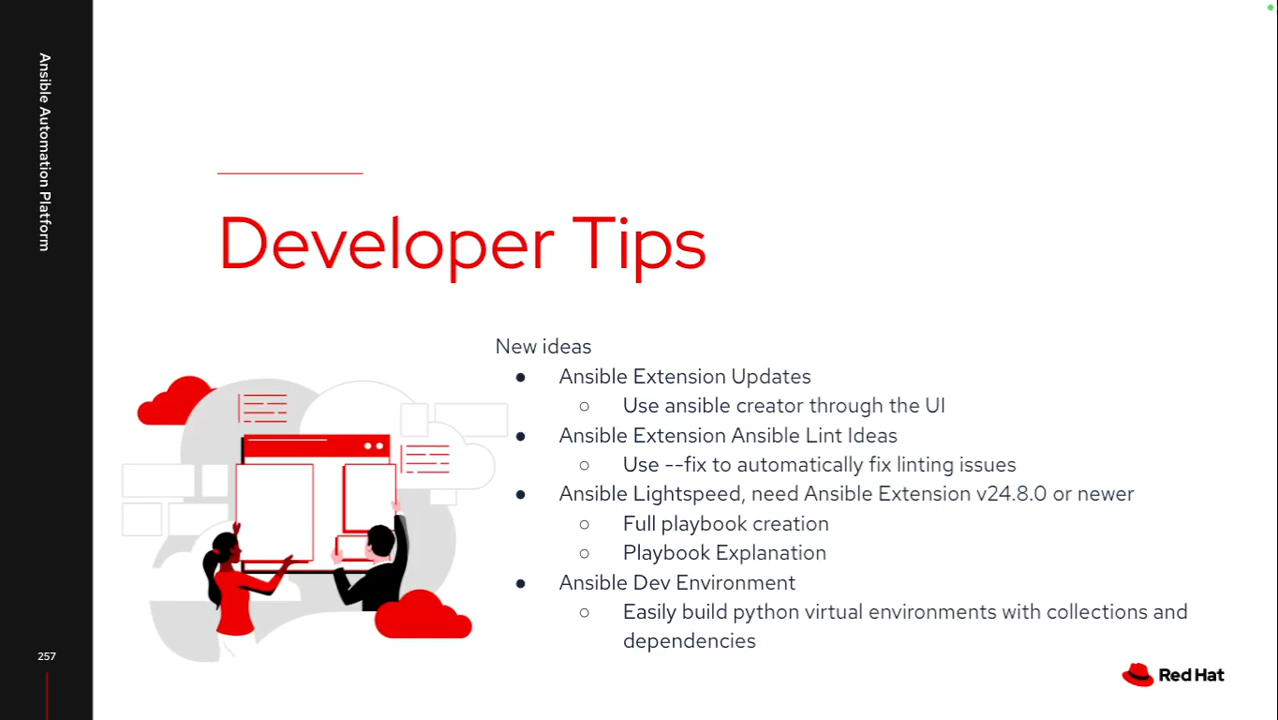 Ansible Automation Platform
Developer Tips
New ideas
● Ansible Extension Updates
○ Use ansible creator through the UI
● Ansible Extension Ansible Lint Ideas
○ Use --fix to automatically fix linting issues
● Ansible Lightspeed, need Ansible Extension v24.8.0 or newer
○ Full playbook creation
○ Playbook Explanation
● Ansible Dev Environment
○ Easily build python virtual environments with collections and
dependencies
257
Red Hat